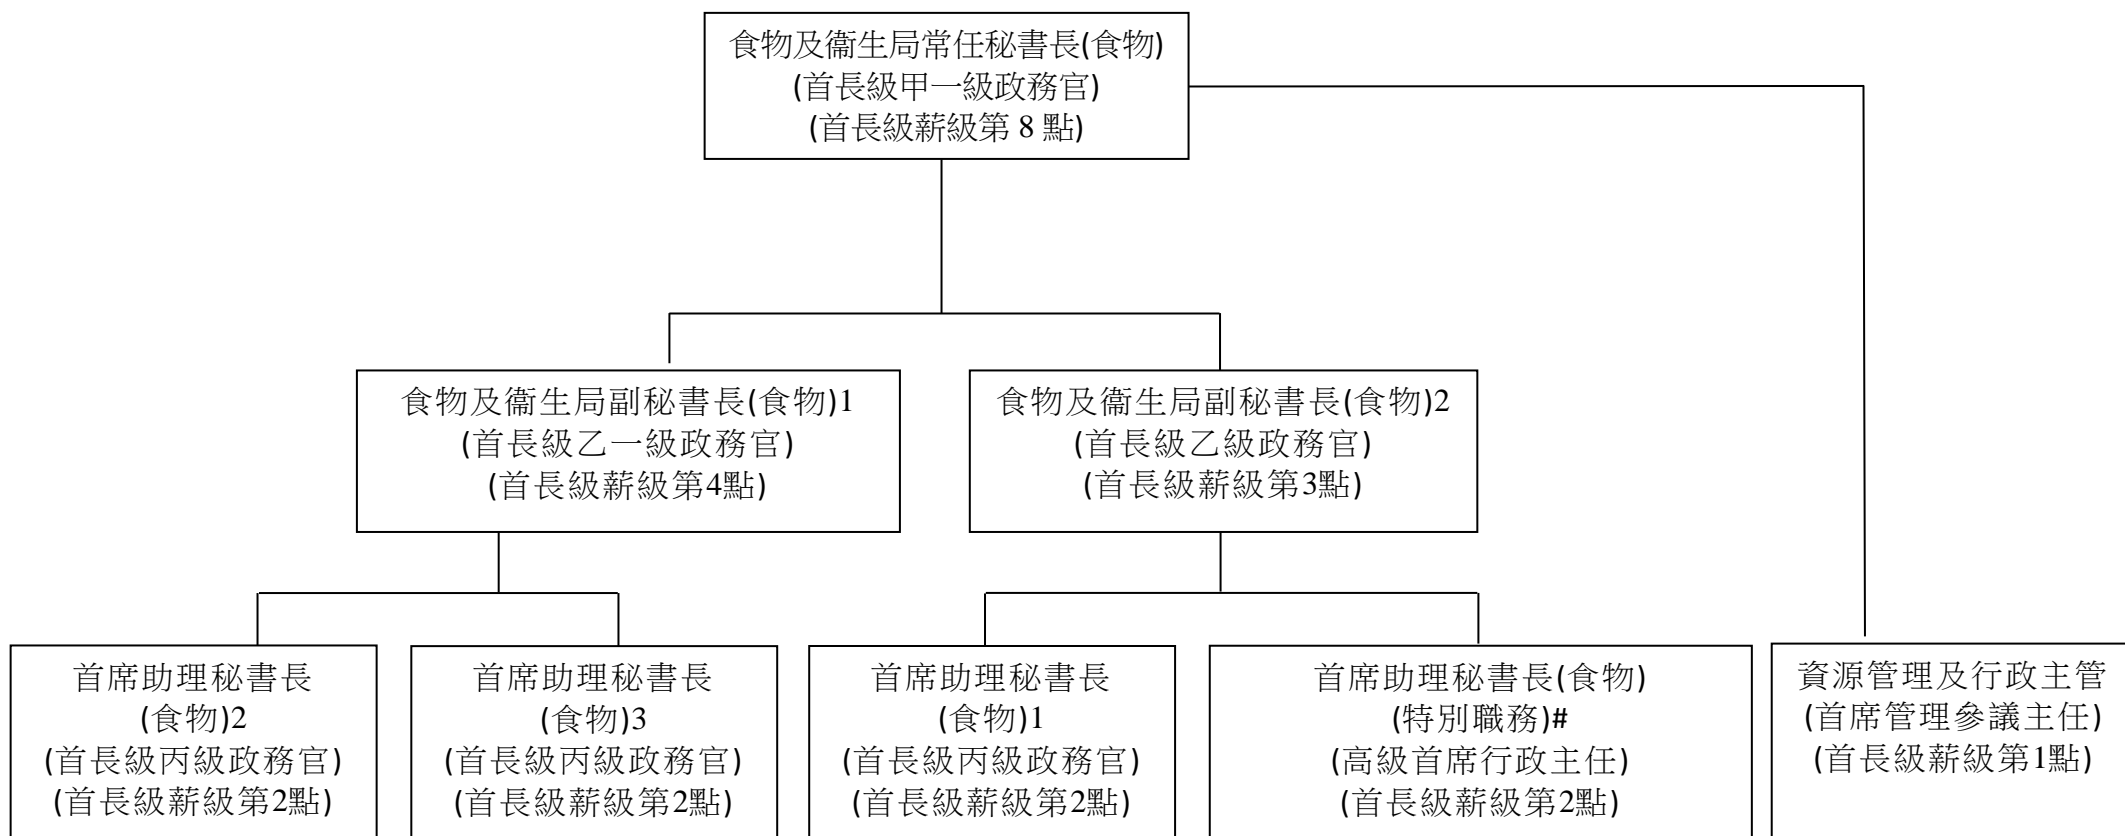 食物及衞生局常任秘書長(食物)
(首長級甲一級政務官)
(首長級薪級第 8 點)
食物及衞生局副秘書長(食物)1
(首長級乙一級政務官)
(首長級薪級第4點)
食物及衞生局副秘書長(食物)2
(首長級乙級政務官)
(首長級薪級第3點)
首席助理秘書長
(食物)2
(首長級丙級政務官)
(首長級薪級第2點)
首席助理秘書長
(食物)3
(首長級丙級政務官)
(首長級薪級第2點)
首席助理秘書長
(食物)1
(首長級丙級政務官)
(首長級薪級第2點)
首席助理秘書長(食物)
(特別職務)#
(高級首席行政主任)
(首長級薪級第2點)
資源管理及行政主管
(首席管理參議主任)
(首長級薪級第1點)